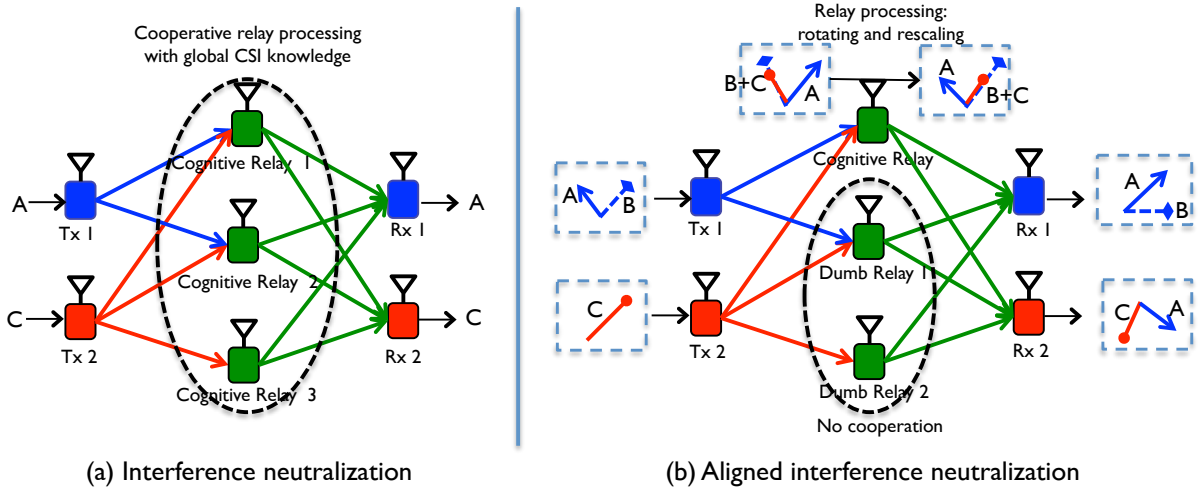 Cooperative relay processing
with global CSI knowledge
Cognitive Relay 1
A
Tx 1
Rx 1
A
Cognitive Relay 2
C
Tx 2
Rx 2
C
Cognitive Relay 3
(a) Interference neutralization
Relay processing:
rotating and rescaling
B+C
A
A
B+C
Cognitive Relay
A
B
Tx 1
Rx 1
A
B
Dumb Relay 1
C
Tx 2
Rx 2
C
A
Dumb Relay 2
No cooperation
(b) Aligned interference neutralization